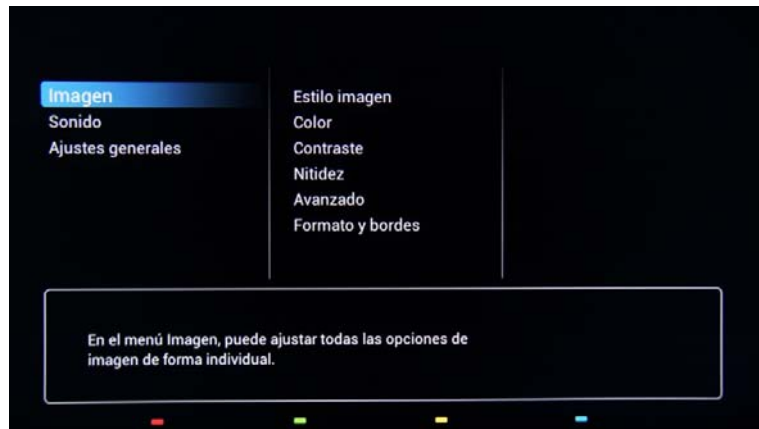 Imagen
Sonido
Ajustes generales
Estilo imagen
Color
Contraste
Nitidez
Avanzado
Formato y bordes
En el menú Imagen, puede ajustar todas las opciones de
imagen de forma individual.